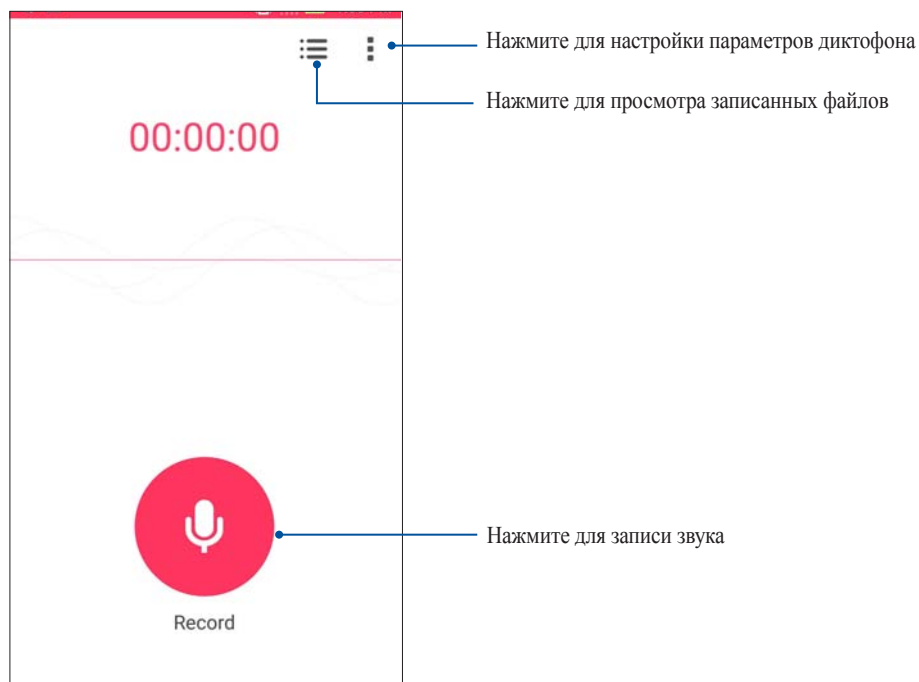 Нажмите для настройки параметров диктофона
Нажмите для просмотра записанных файлов
00:00:00
Нажмите для записи звука
Record